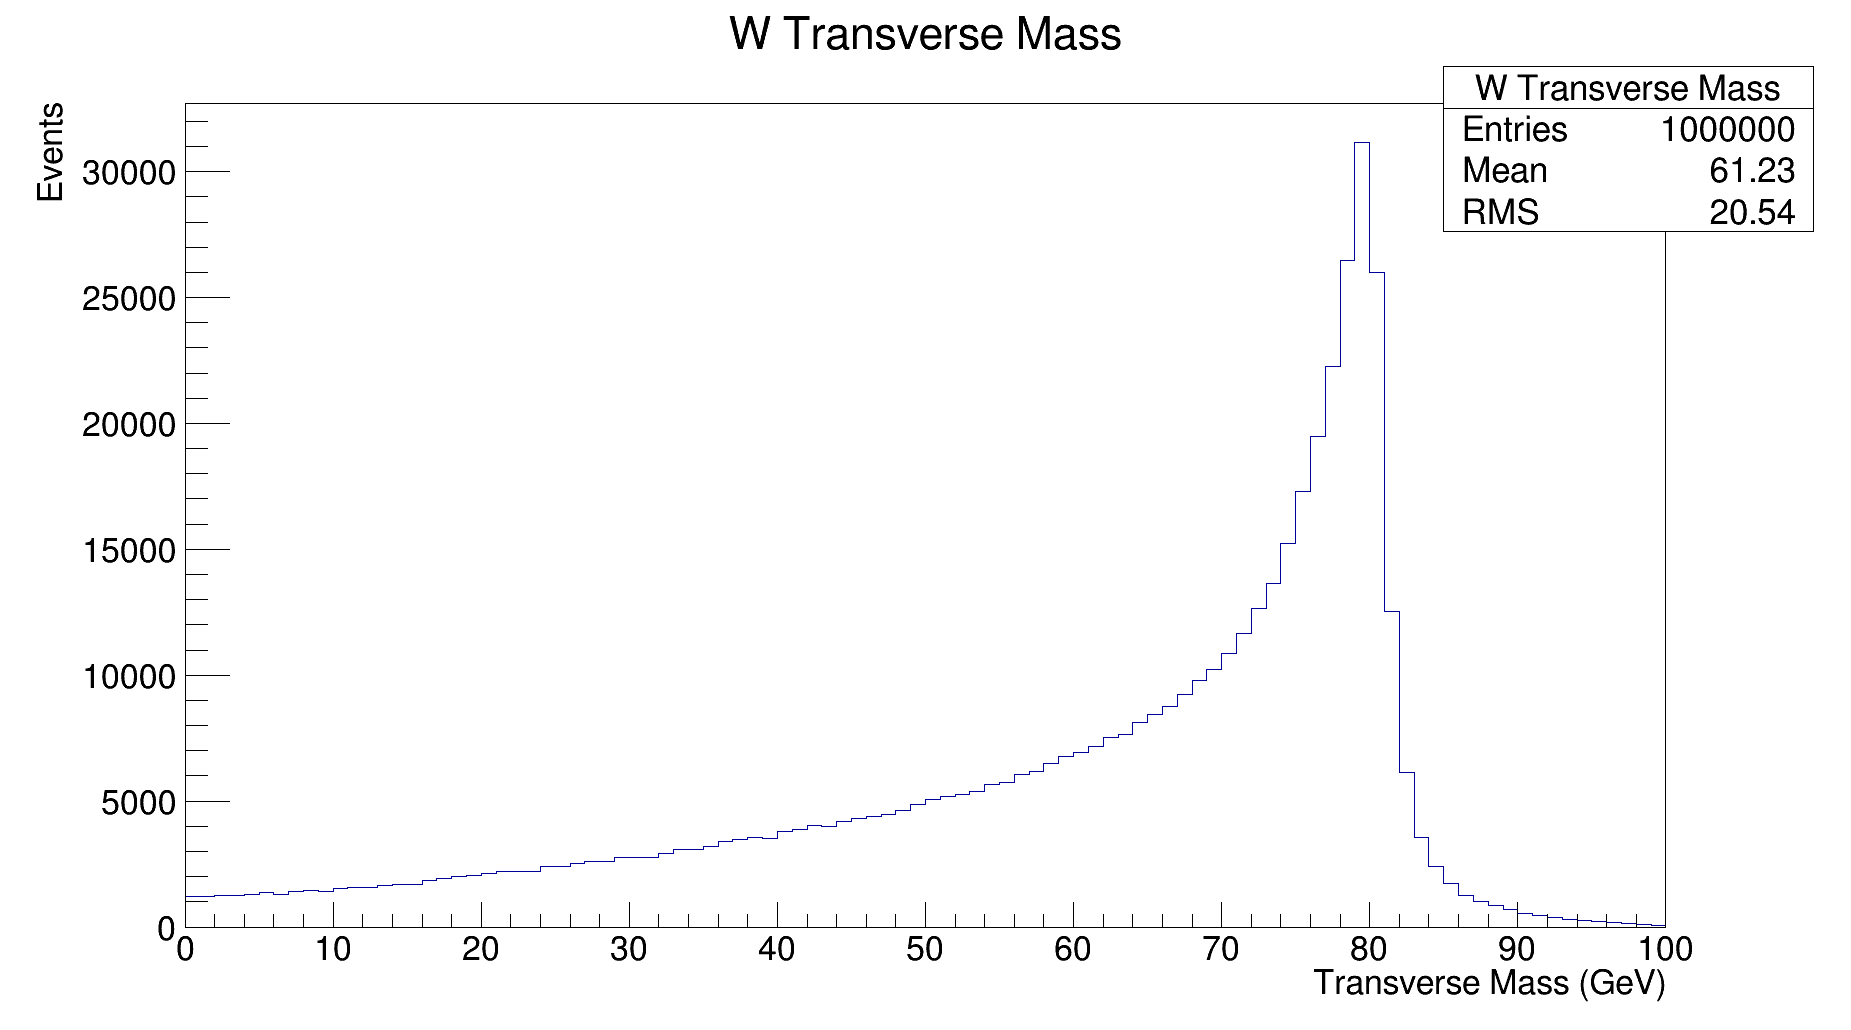 W Transverse Mass
W Transverse Mass
Entries 1000000
Mean 61.23
RMS 20.54
Events
30000
25000
20000
15000
10000
5000
0
0 10 20 30 40 50 60 70 80 90 100
Transverse Mass (GeV)